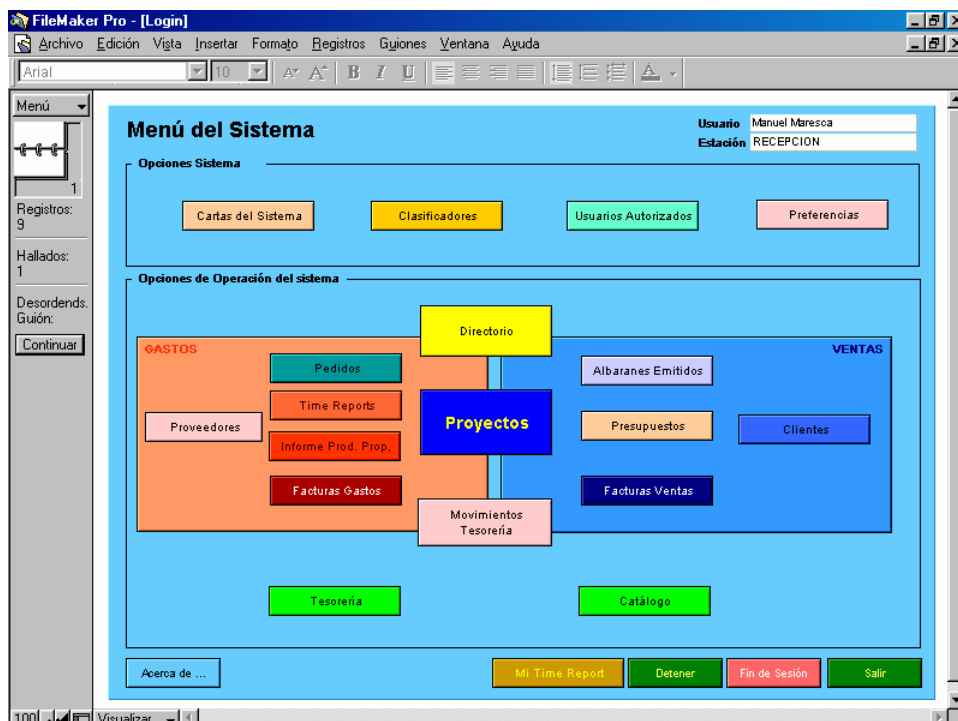 FileMaker Pro - [Login]
Archivo Edición Vista Insertar Formato Registros Guiones Ventana Ayuda
Arial 10 B I U A
Menú
1
Registros:
9
Hallados:
1
Desordends.
Guión:
Continuar
Menú del Sistema
Usuario Manuel Maresca
Estación RECEPCION
Opciones Sistema
Cartas del Sistema
Clasificadores
Usuarios Autorizados
Preferencias
Opciones de Operación del sistema
Directorio
GASTOS
VENTAS
Pedidos
Albaranes Emitidos
Time Reports
Proveedores
Proyectos
Presupuestos
Clientes
Informe Prod. Prop,
Facturas Gastos
Facturas Ventas
Movimientos
Tesorería
Tesorería
Catálogo
Acerca de ...
Mi Time Report
Detener
Fin de Sesión
Salir
100 Visualizar